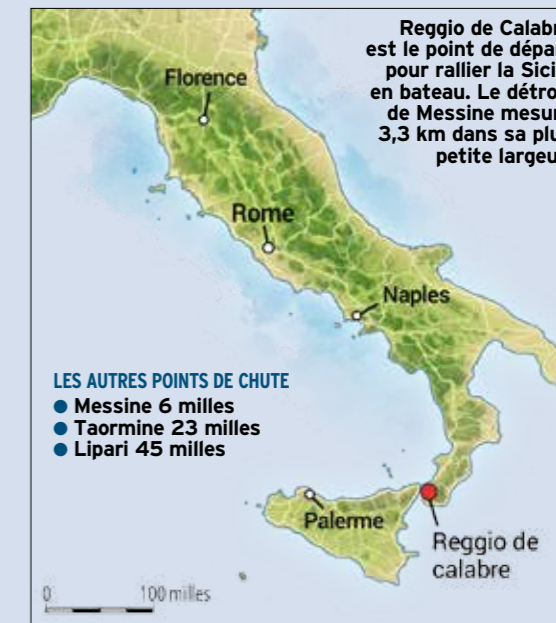 Reggio de Calabr
est le point de dépa
pour rallier la Sici
en bateau. Le détro
de Messine mesur
3,3 km dans sa plu
petite largeu
Florence
Rome
Naples
LES AUTRES POINTS DE CHUTE
● Messine 6 milles
● Taormine 23 milles
● Lipari 45 milles
Palerme
Reggio de
calabre
0 100 milles